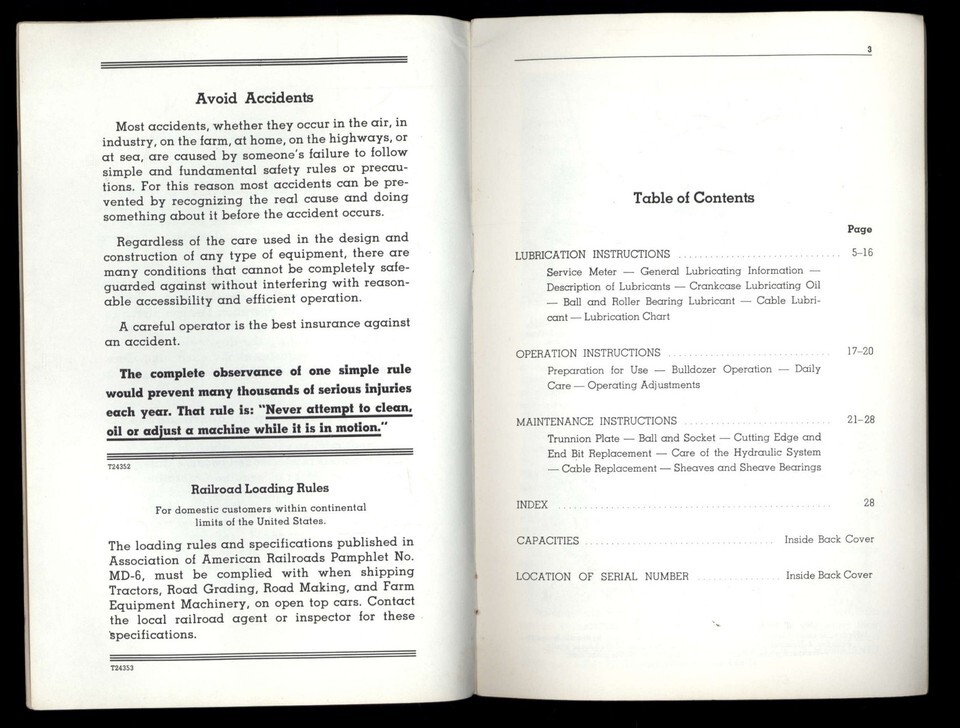 Avoid Accidents
Most accidents, whether they occur in the air, in
industry, on the farm, at home, on the highways, or
at sea, are caused by someone's failure to follow
simple and fundamental safety rules or precau-
tions. For this reason most accidents can be pre-
vented by recognizing the real cause and doing
something about it before the accident occurs.
Regardless of the care used in the design and
construction of any type of equipment, there are
many conditions that cannot be completely safe-
guarded against without interfering with reason-
able accessibility and efficient operation.
A careful operator is the best insurance against
an accident.
The complete observance of one simple rule
would prevent many thousands of serious injuries
each year. That rule is: "Never attempt to clean,
oil or adjust a machine while it is in motion."
T24352
Railroad Loading Rules
For domestic customers within continental
limits of the United States.
The loading rules and specifications published in
Association of American Railroads Pamphlet No.
MD-6, must be complied with when shipping
Tractors, Road Grading, Road Making, and Farm
Equipment Machinery, on open top cars. Contact
the local railroad agent or inspector for these
specifications.
T24353
3
Table of Contents
Page
LUBRICATION INSTRUCTIONS ............................ 5–16
Service Meter — General Lubricating Information —
Description of Lubricants — Crankcase Lubricating Oil
— Ball and Roller Bearing Lubricant — Cable Lubri-
cant — Lubrication Chart
OPERATION INSTRUCTIONS ............................ 17–20
Preparation for Use — Bulldozer Operation — Daily
Care — Operating Adjustments
MAINTENANCE INSTRUCTIONS ......................... 21–28
Trunnion Plate — Ball and Socket — Cutting Edge and
End Bit Replacement — Care of the Hydraulic System
— Cable Replacement — Sheaves and Sheave Bearings
INDEX ............................................... 28
CAPACITIES ................................ Inside Back Cover
LOCATION OF SERIAL NUMBER .............. Inside Back Cover